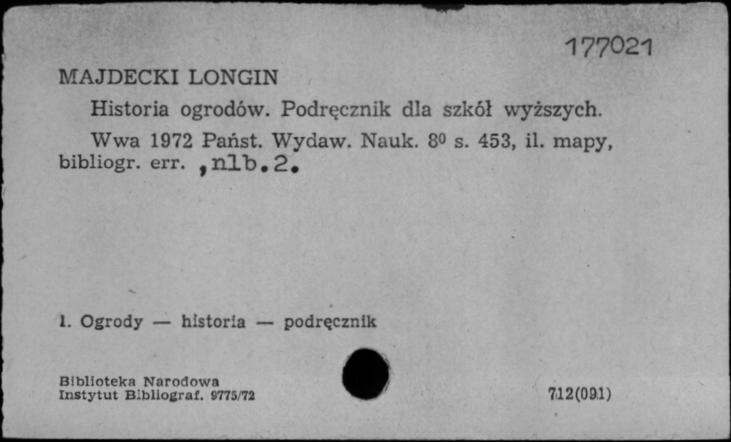 177021
MAJDECKI LONGIN
Historia ogrodów. Podręcznik dla szkół wyższych.
Wwa 1972 Państ. Wydaw. Nauk. 8º s. 453, il. mapy,
bibliogr. err. ,nlb.2.
1. Ogrody — historia — podręcznik
Biblioteka Narodowa
Instytut Bibliograf. 9775/72
712(091)